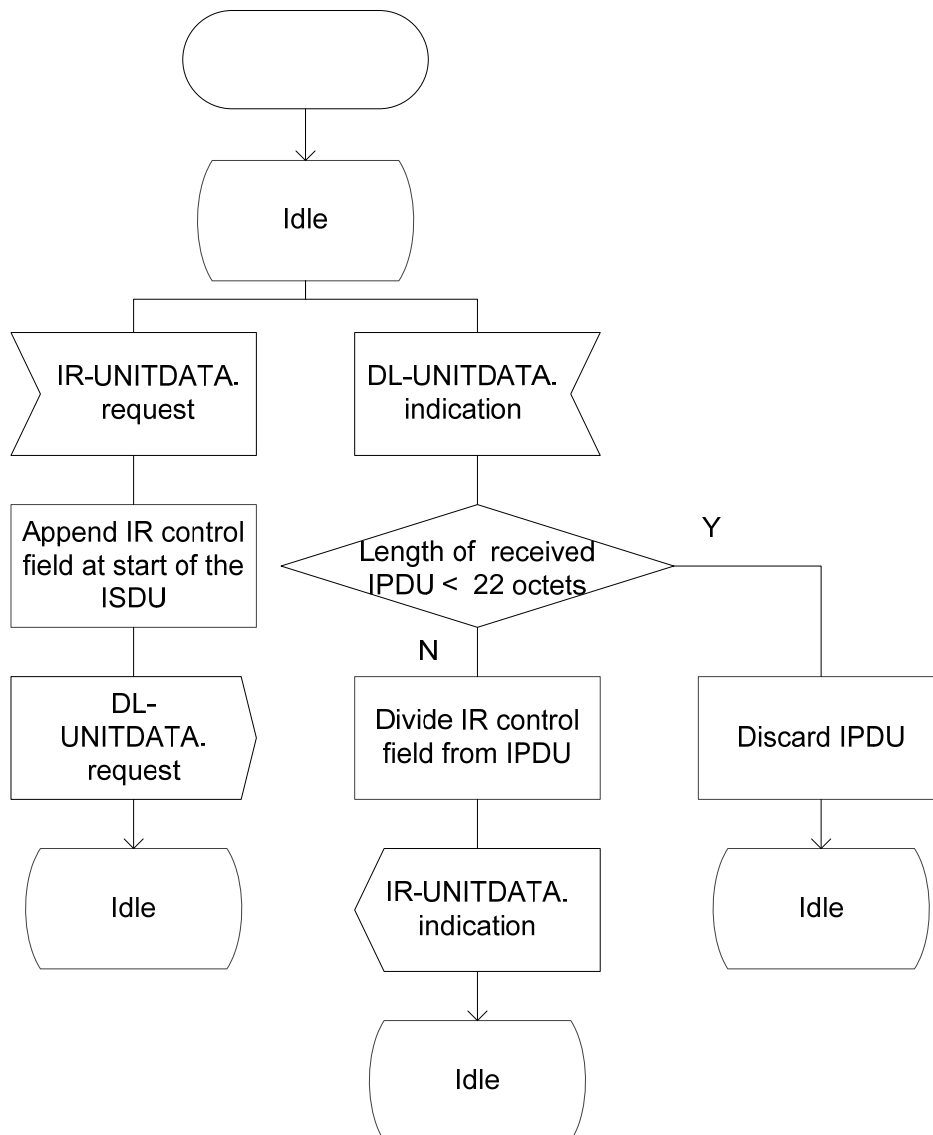 Idle
IR-UNITDATA.
request
DL-UNITDATA.
indication
Append IR control
field at start of the
ISDU
Length of received
IPDU < 22 octets
Y
N
DL-
UNITDATA.
request
Divide IR control
field from IPDU
Discard IPDU
Idle
IR-UNITDATA.
indication
Idle
Idle